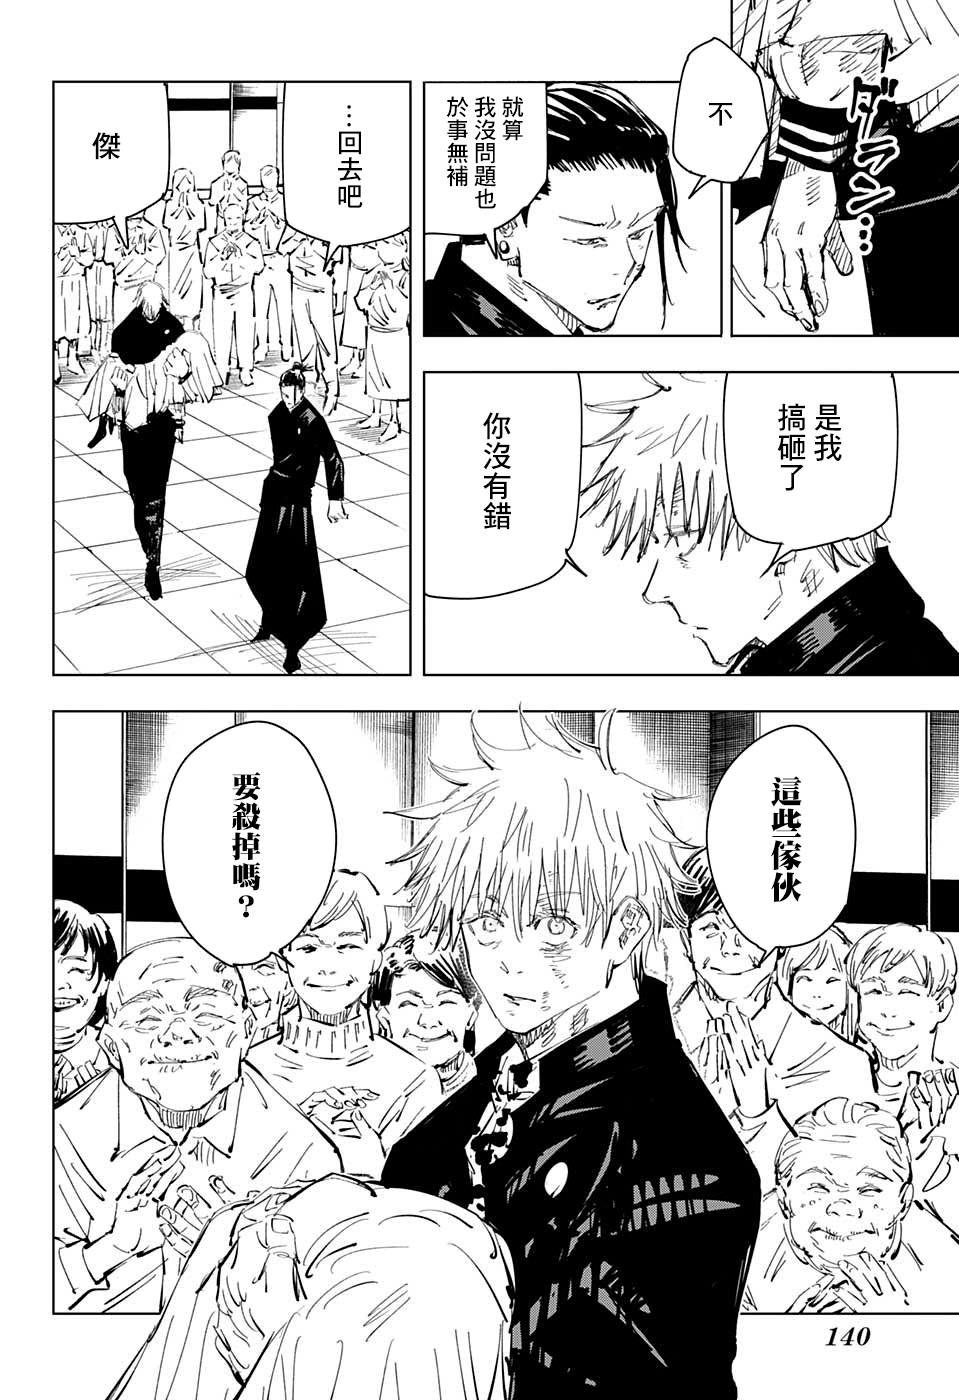 ダラン…
不
就算
我沒問題也
於事無補
是我
搞砸了
你沒有錯
…回去吧
傑
這些傢伙
要殺掉嗎？
140